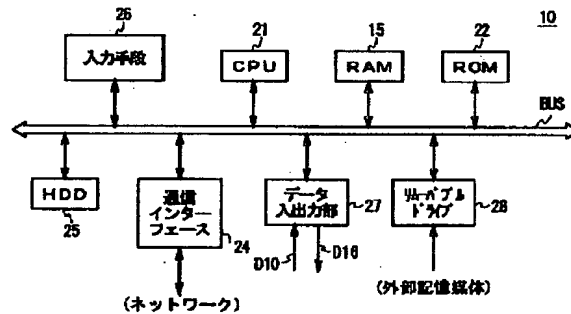 10
26
入力手段
21
CPU
15
RAM
22
ROM
BUS
HDD
25
通信
インター
フェース
24
データ
入出力部
27
D10
D16
リムーバブル
ドライブ
28
(ネットワーク)
(外部記憶媒体)